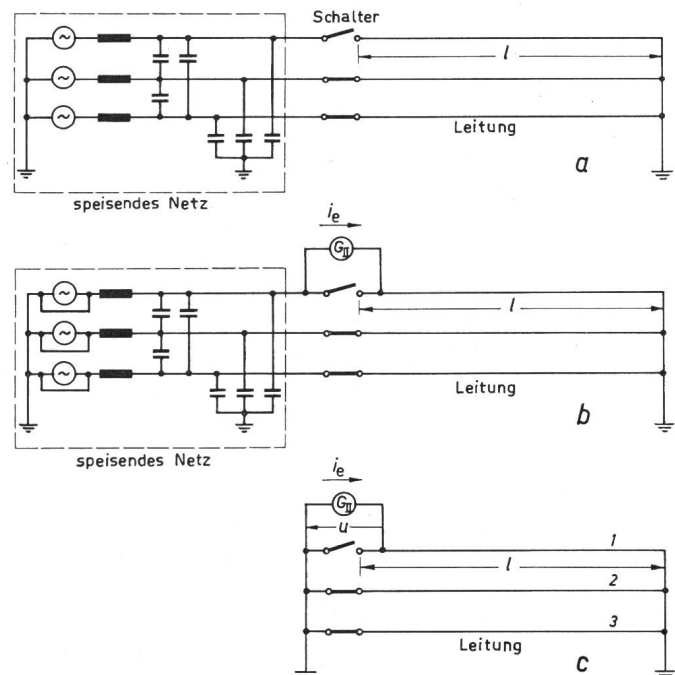 Schalter
~
l
~
~
Leitung
a
speisendes Netz
i_e
G_II
~
l
~
~
Leitung
b
speisendes Netz
i_e
G_II
u
1
l
2
3
Leitung
c